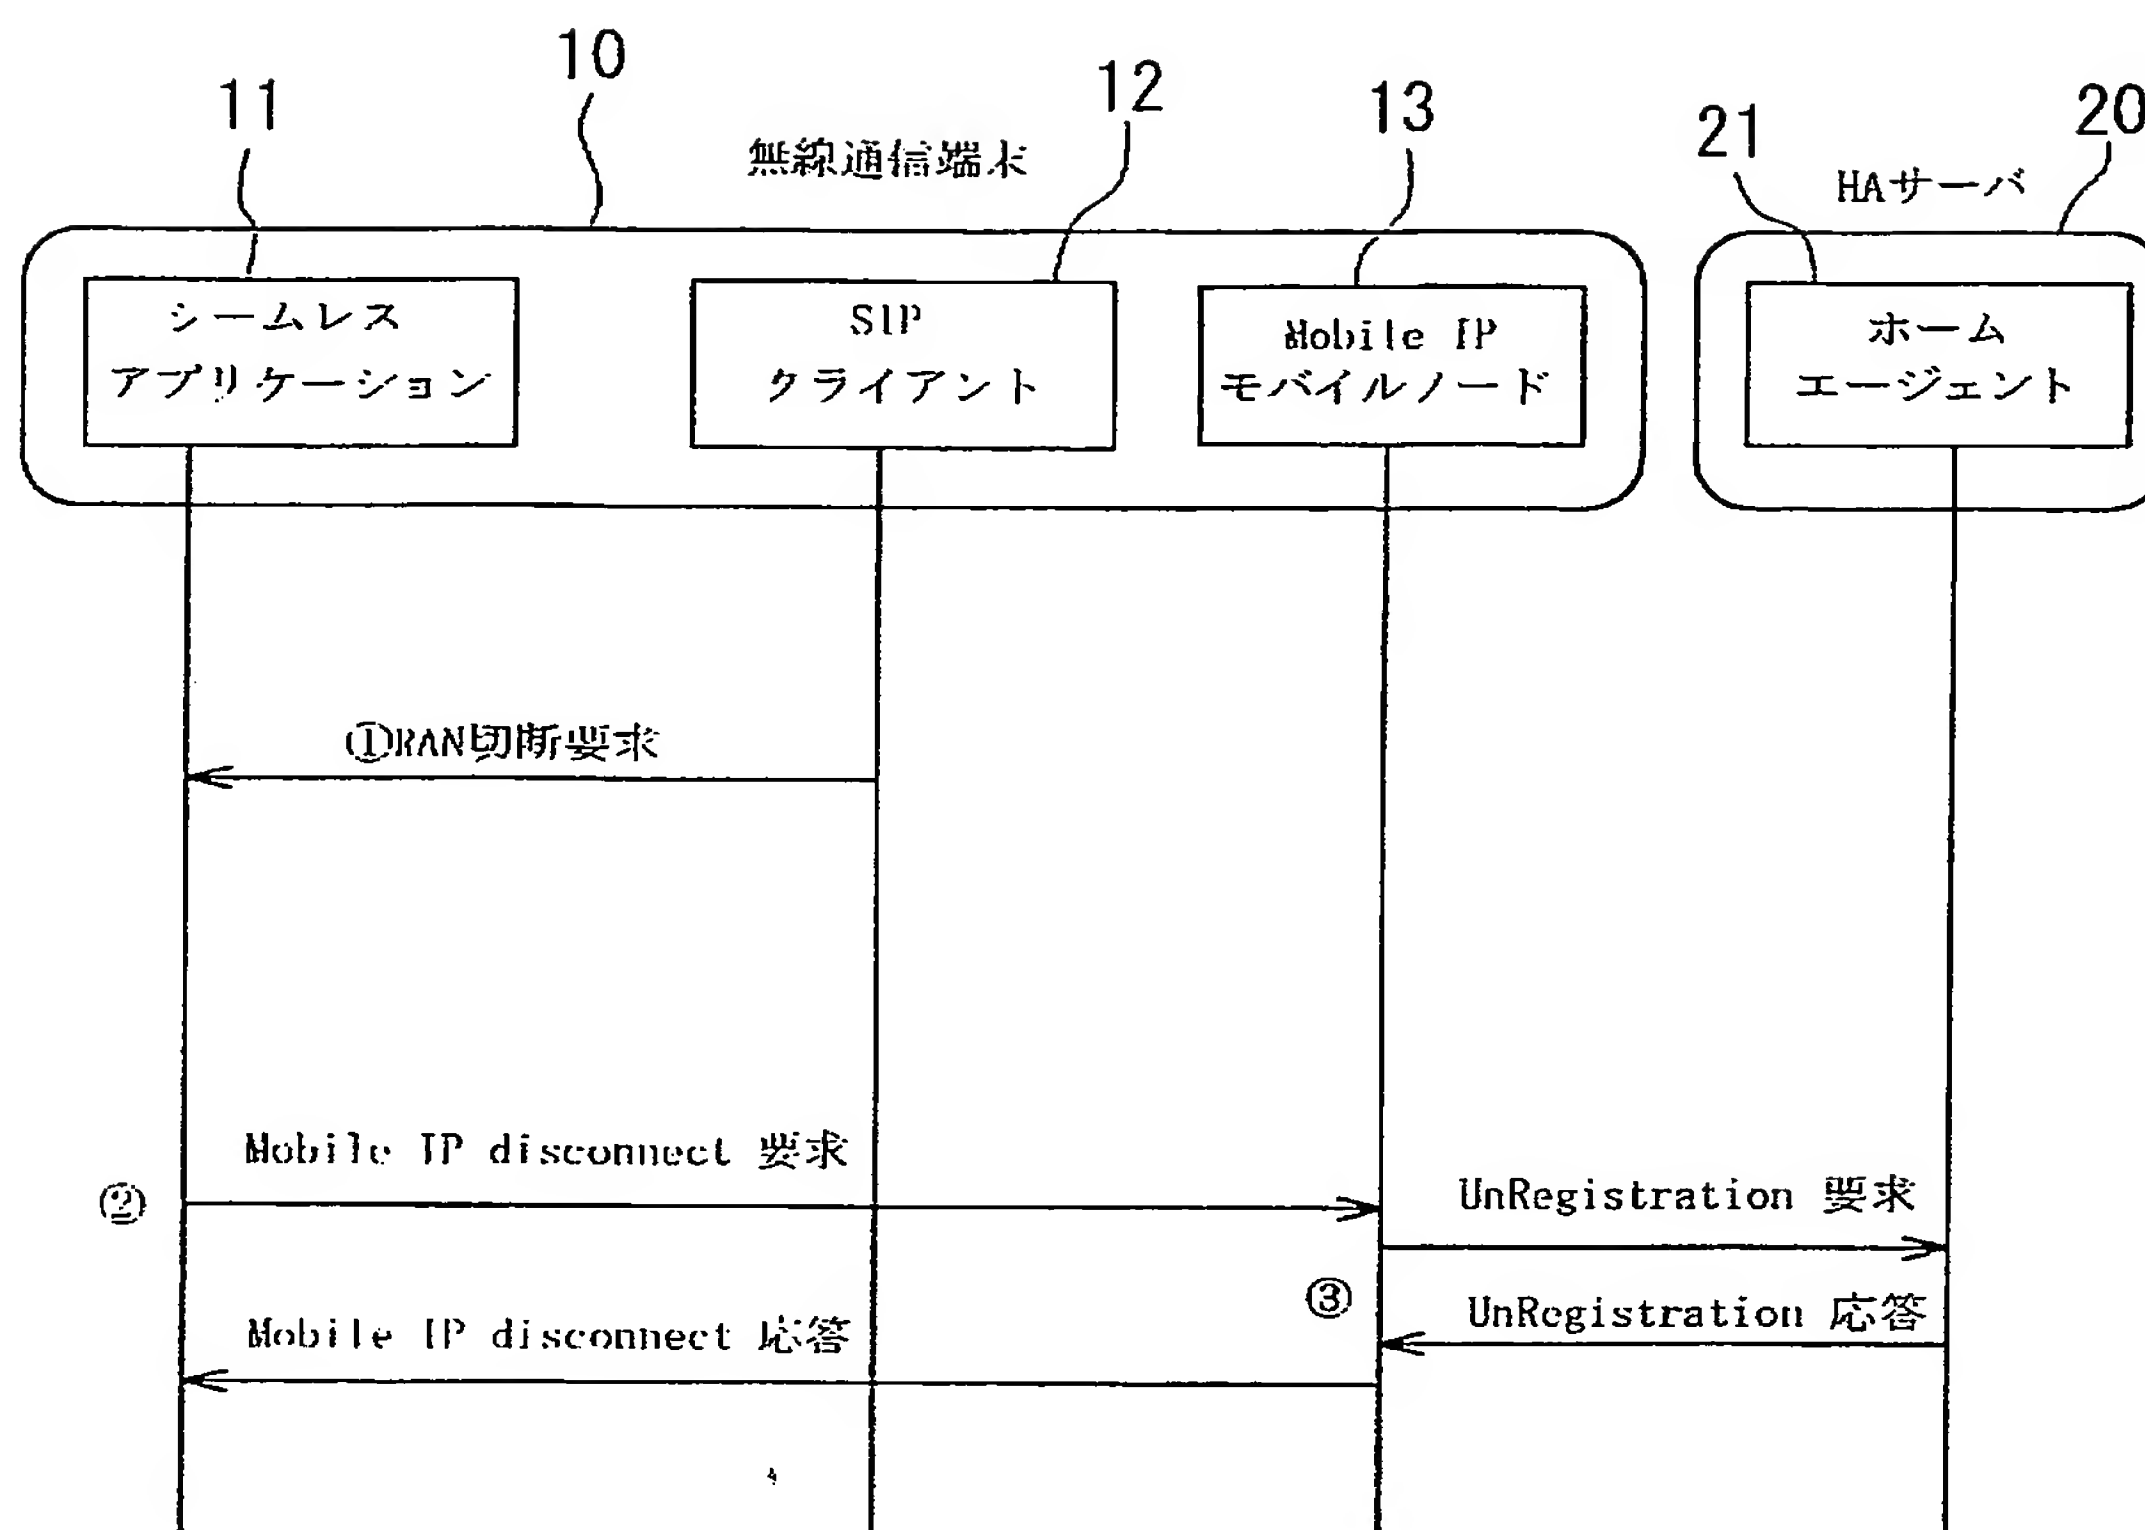 10
11
12
13
21
20
無線通信端末
HAサーバ
シームレス
アプリケーション
SIP
クライアント
Mobile IP
モバイルノード
ホーム
エージェント
①RAN切断要求
Mobile IP disconnect 要求
②
UnRegistration 要求
③
UnRegistration 応答
Mobile IP disconnect 応答